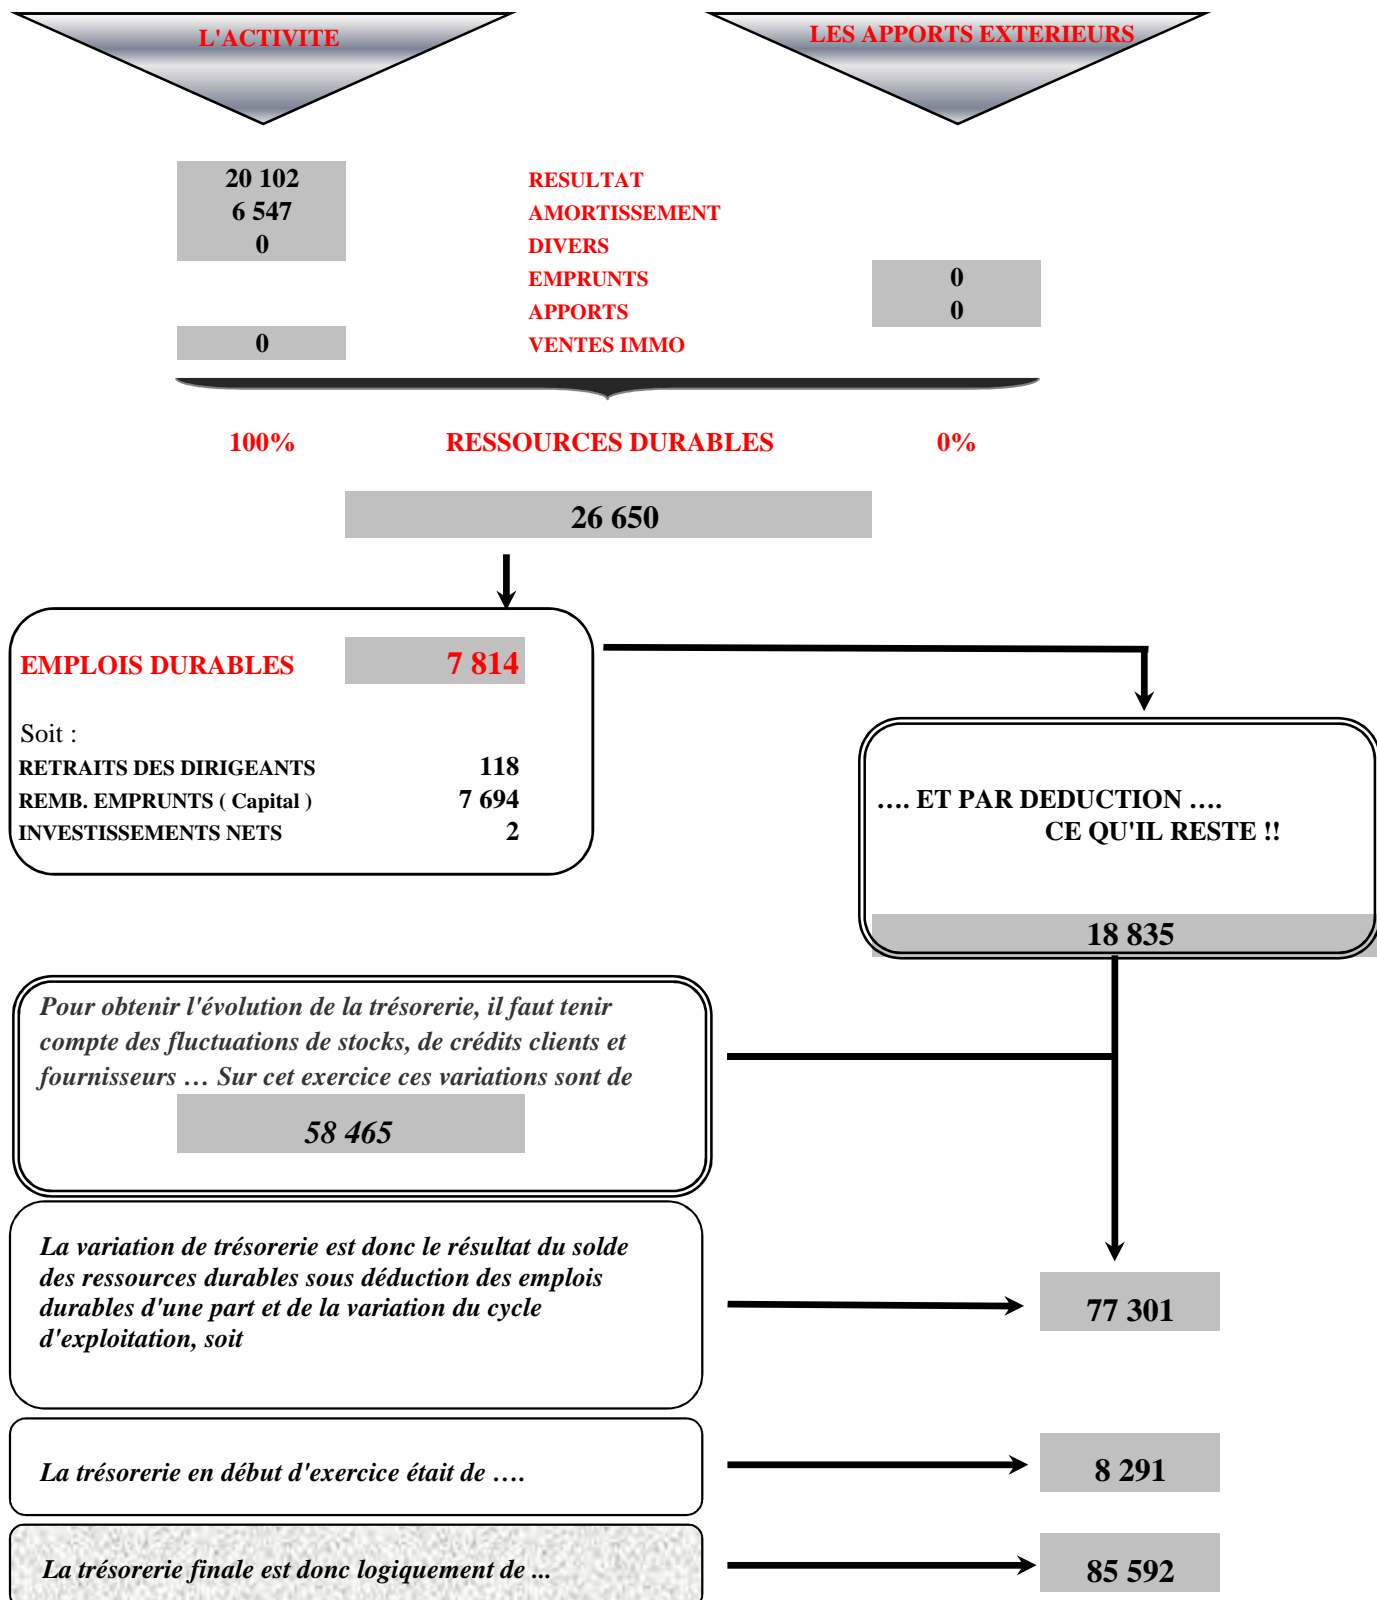 L'ACTIVITE LES APPORTS EXTERIEURS
20 102 RESULTAT
6 547 AMORTISSEMENT
0 DIVERS
EMPRUNTS 0
APPORTS 0
0 VENTES IMMO
100% RESSOURCES DURABLES 0%
26 650
EMPLOIS DURABLES 7 814
Soit :
RETRAITS DES DIRIGEANTS 118
REMB. EMPRUNTS ( Capital ) 7 694
INVESTISSEMENTS NETS 2
…. ET PAR DEDUCTION ….
CE QU'IL RESTE !!
18 835
Pour obtenir l'évolution de la trésorerie, il faut tenir
compte des fluctuations de stocks, de crédits clients et
fournisseurs … Sur cet exercice ces variations sont de
58 465
La variation de trésorerie est donc le résultat du solde
des ressources durables sous déduction des emplois
durables d'une part et de la variation du cycle
d'exploitation, soit
77 301
La trésorerie en début d'exercice était de ….
8 291
La trésorerie finale est donc logiquement de ...
85 592